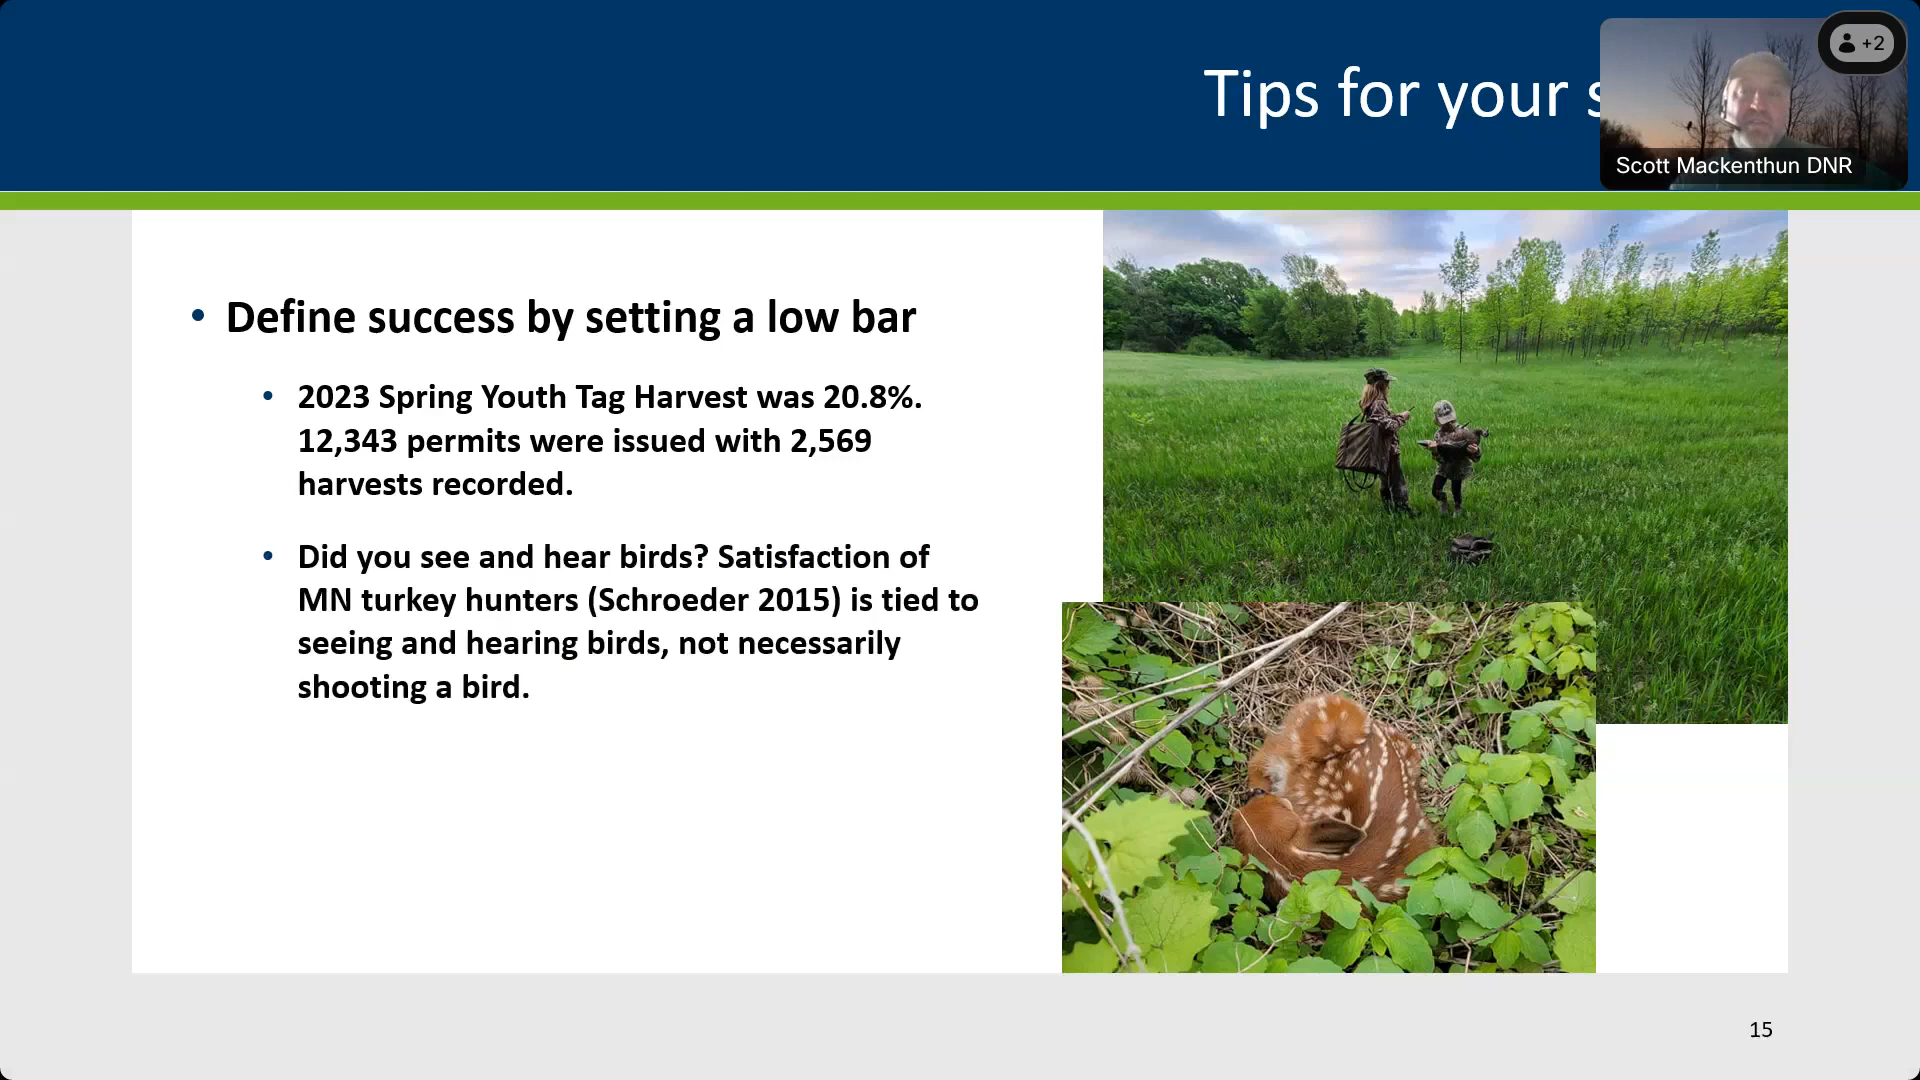 Tips for your
+2
Scott Mackenthun DNR
• Define success by setting a low bar
• 2023 Spring Youth Tag Harvest was 20.8%.
12,343 permits were issued with 2,569
harvests recorded.
• Did you see and hear birds? Satisfaction of
MN turkey hunters (Schroeder 2015) is tied to
seeing and hearing birds, not necessarily
shooting a bird.
15